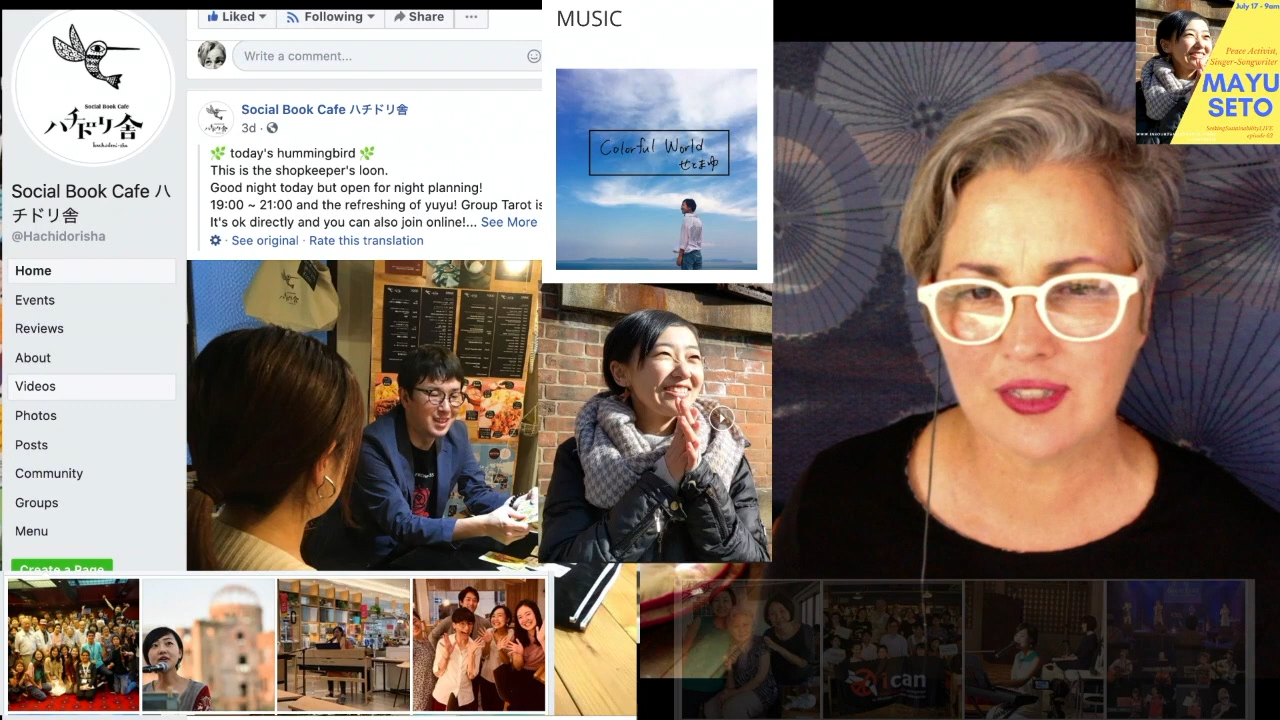 Social Book Cafe
ハチドリ舎
hachidori-sha
Social Book Cafe ハ
チドリ舎
@Hachidorisha
Home
Events
Reviews
About
Videos
Photos
Posts
Community
Groups
Menu
Create a Page
Liked
Following
Share
Write a comment...
Social Book Cafe ハチドリ舎
3d
🌿 today's hummingbird 🌿
This is the shopkeeper's loon.
Good night today but open for night planning!
19:00 ~ 21:00 and the refreshing of yuyu! Group Tarot is
It's ok directly and you can also join online!... See More
· See original · Rate this translation
MUSIC
Colorful World
せとまゆ
July 17 - 9am
Peace Activist,
Singer-Songwriter
MAYU
SETO
SeekingSustainabilityLIVE
episode 62
ican